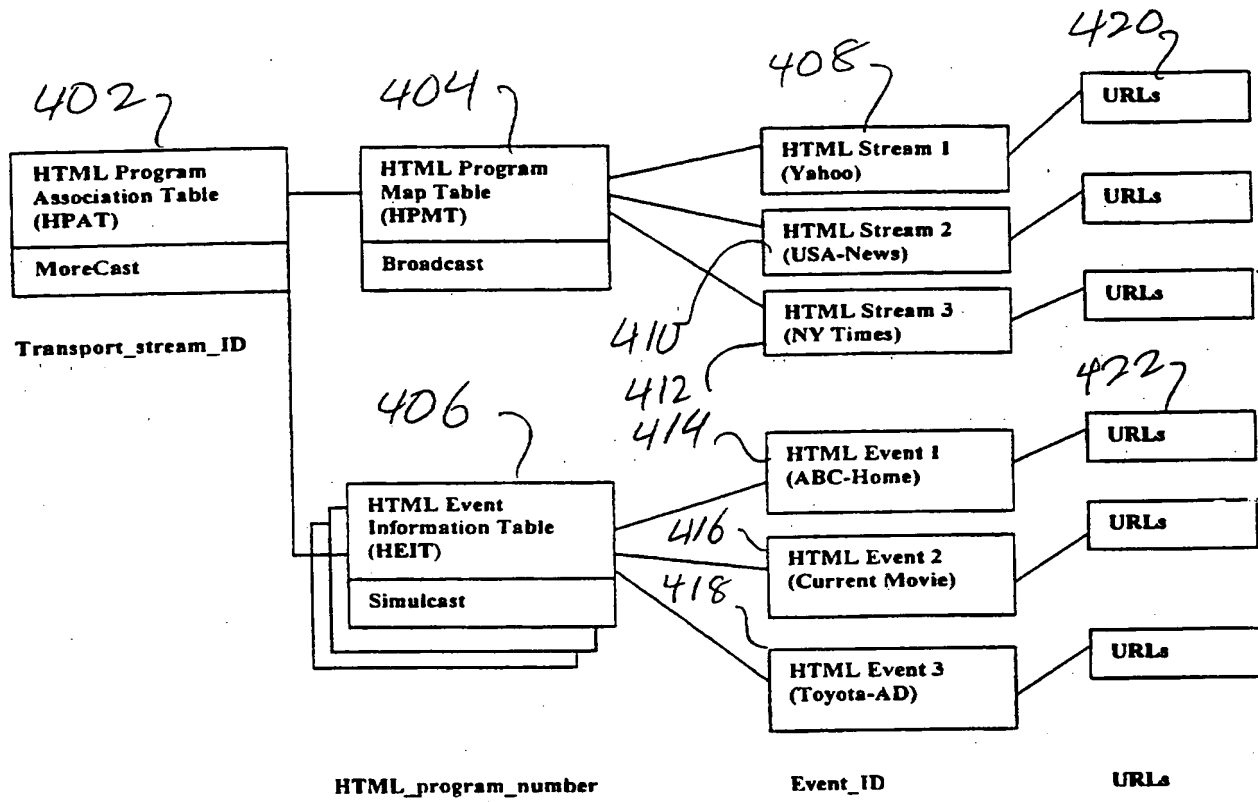 420
408
402
404
URLs
HTML Program
Association Table
(HPAT)
MoreCast
HTML Program
Map Table
(HPMT)
Broadcast
HTML Stream 1
(Yahoo)
URLs
HTML Stream 2
(USA-News)
URLs
HTML Stream 3
(NY Times)
410
412
Transport_stream_ID
406
414
422
HTML Event 1
(ABC-Home)
URLs
HTML Event
Information Table
(HEIT)
Simulcast
416
HTML Event 2
(Current Movie)
URLs
418
HTML Event 3
(Toyota-AD)
URLs
HTML_program_number
Event_ID
URLs